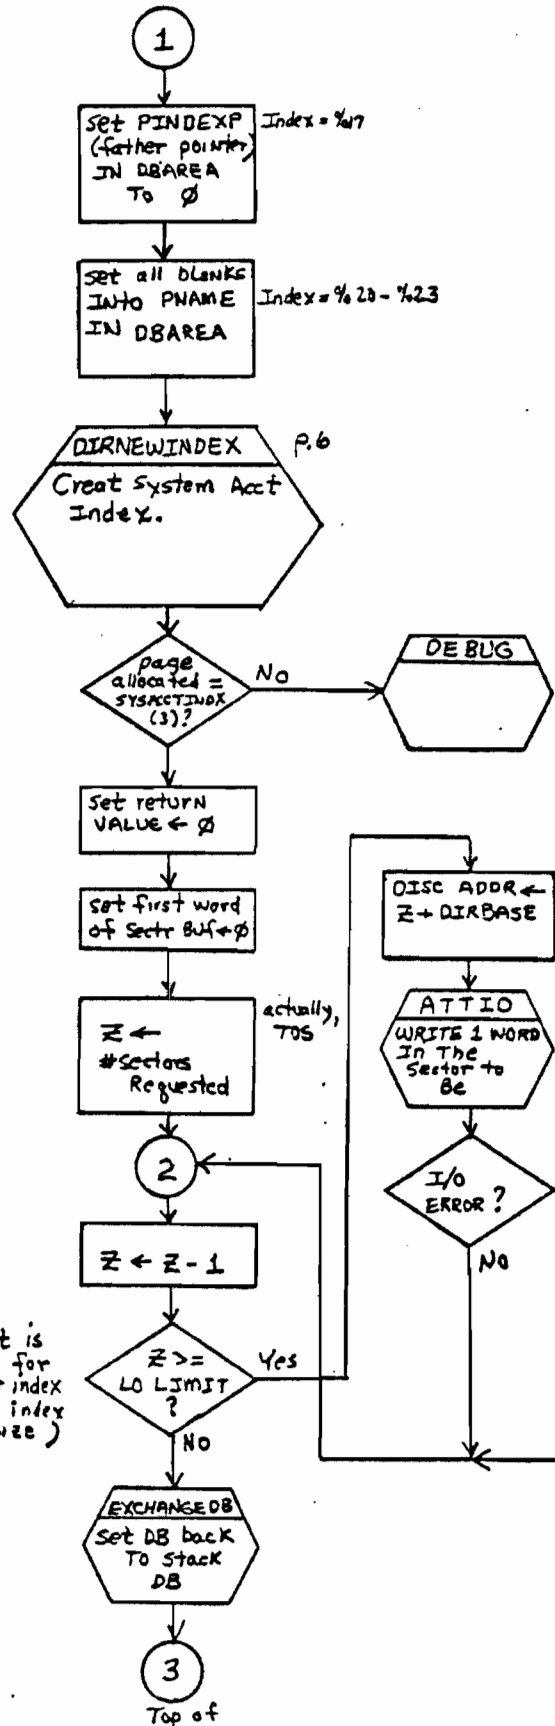 1
set PINDEXP
(father pointer)
IN DBAREA
TO Ø
Index = %17
set all blanks
INto PNAME
IN DBAREA
Index = %20 - %23
DIRNEWINDEX
Creat System Acct
Index.
P.6
page
allocated =
SYSACCTINDX
(3)?
No
DEBUG
set return
VALUE ← Ø
set first word
of Sectr BUf ← Ø
Z ←
#sectors
Requested
actually,
TOS
2
Z ← Z - 1
Z >=
LO LIMIT
?
Yes
NO
t is
for
index
index
ze)
EXCHANGEDB
Set DB back
To Stack
DB
3
Top of
DISC ADDR ←
Z + DIRBASE
ATTIO
WRITE 1 WORD
In The
Sector to
Be
I/O
ERROR?
NO